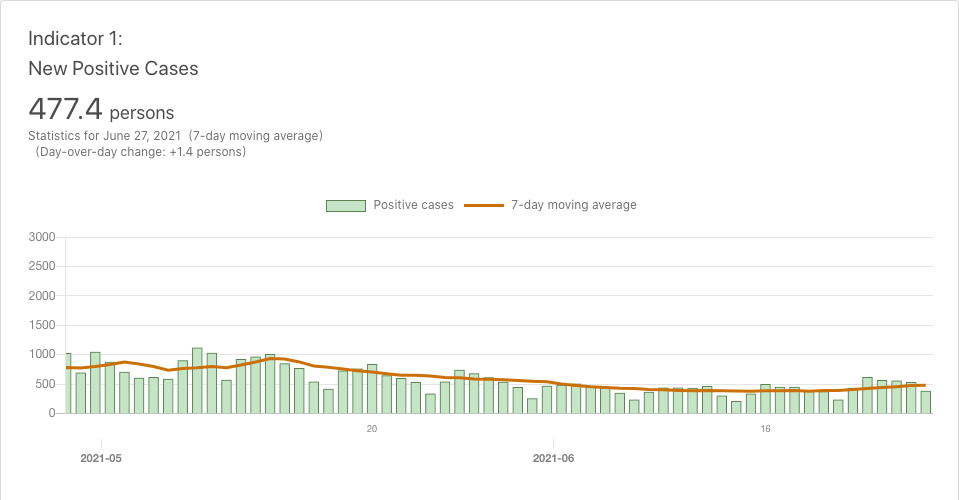 Indicator 1:
New Positive Cases
477.4 persons
Statistics for June 27, 2021 (7-day moving average)
(Day-over-day change: +1.4 persons)
Positive cases 7-day moving average
3000
2500
2000
1500
1000
500
0
20 16
2021-05 2021-06